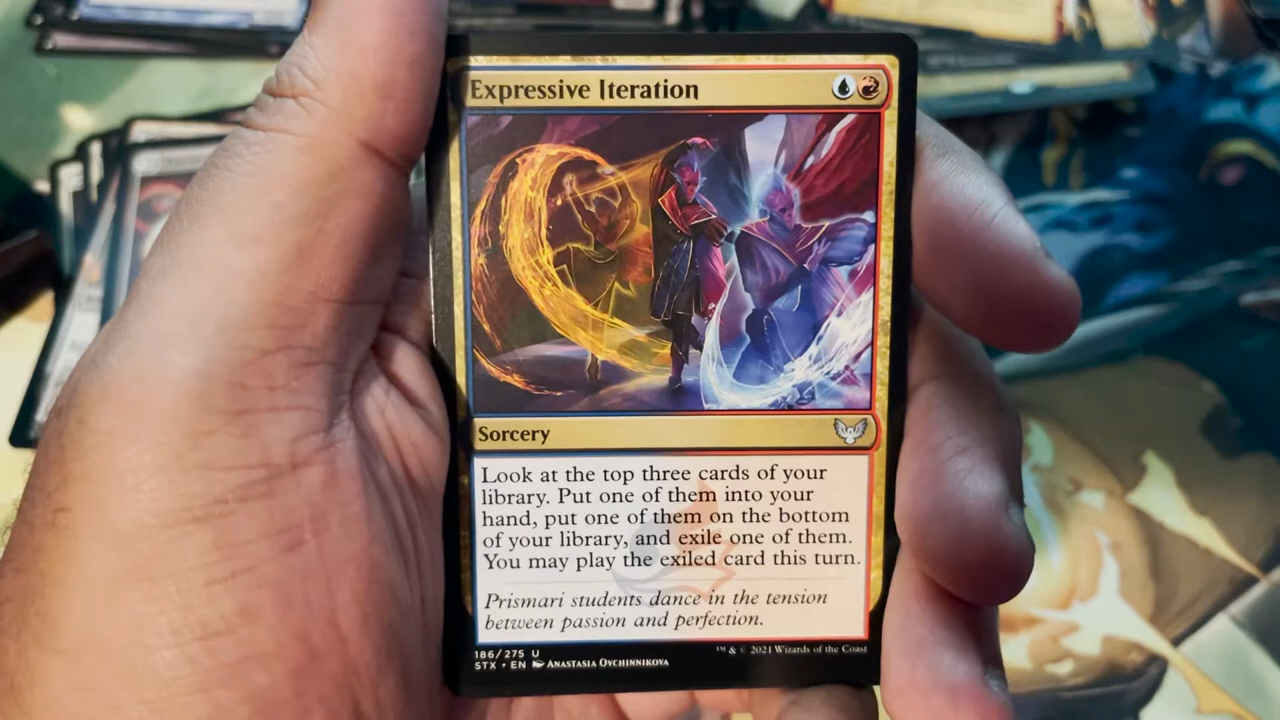 Expressive Iteration
Sorcery
Look at the top three cards of your
library. Put one of them into your
hand, put one of them on the bottom
of your library, and exile one of them.
You may play the exiled card this turn.
Prismari students dance in the tension
between passion and perfection.
186/275 U
STX • EN ANASTASIA OVCHINNIKOVA
™ & © 2021 Wizards of the Coast